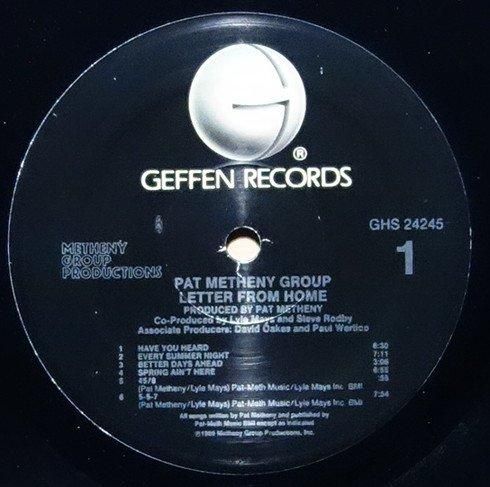 G
®
GEFFEN RECORDS
GHS 24245
1
METHENY
GROUP
PRODUCTIONS
PAT METHENY GROUP
LETTER FROM HOME
PRODUCED BY PAT METHENY
Co-Produced by Lyle Mays and Steve Rodby
Associate Producers: David Oakes and Paul Wertico
1 HAVE YOU HEARD 6:30
2 EVERY SUMMER NIGHT 7:11
3 BETTER DAYS AHEAD 3:06
4 SPRING AIN'T HERE 6:55
5 45/8 :55
(Pat Metheny/Lyle Mays) Pat-Meth Music/Lyle Mays Inc. BMI
6 5-5-7 7:54
(Pat Metheny/Lyle Mays) Pat-Meth Music/Lyle Mays Inc. BMI
All songs written by Pat Metheny and published by
Pat-Meth Music BMI except as indicated
℗1989 Metheny Group Productions, Inc.